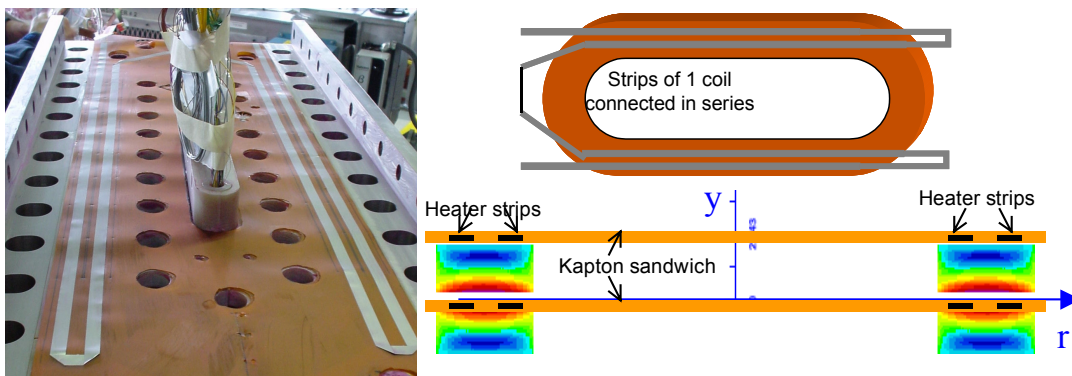 Strips of 1 coil
connected in series
Heater strips
y
Heater strips
Kapton sandwich
r